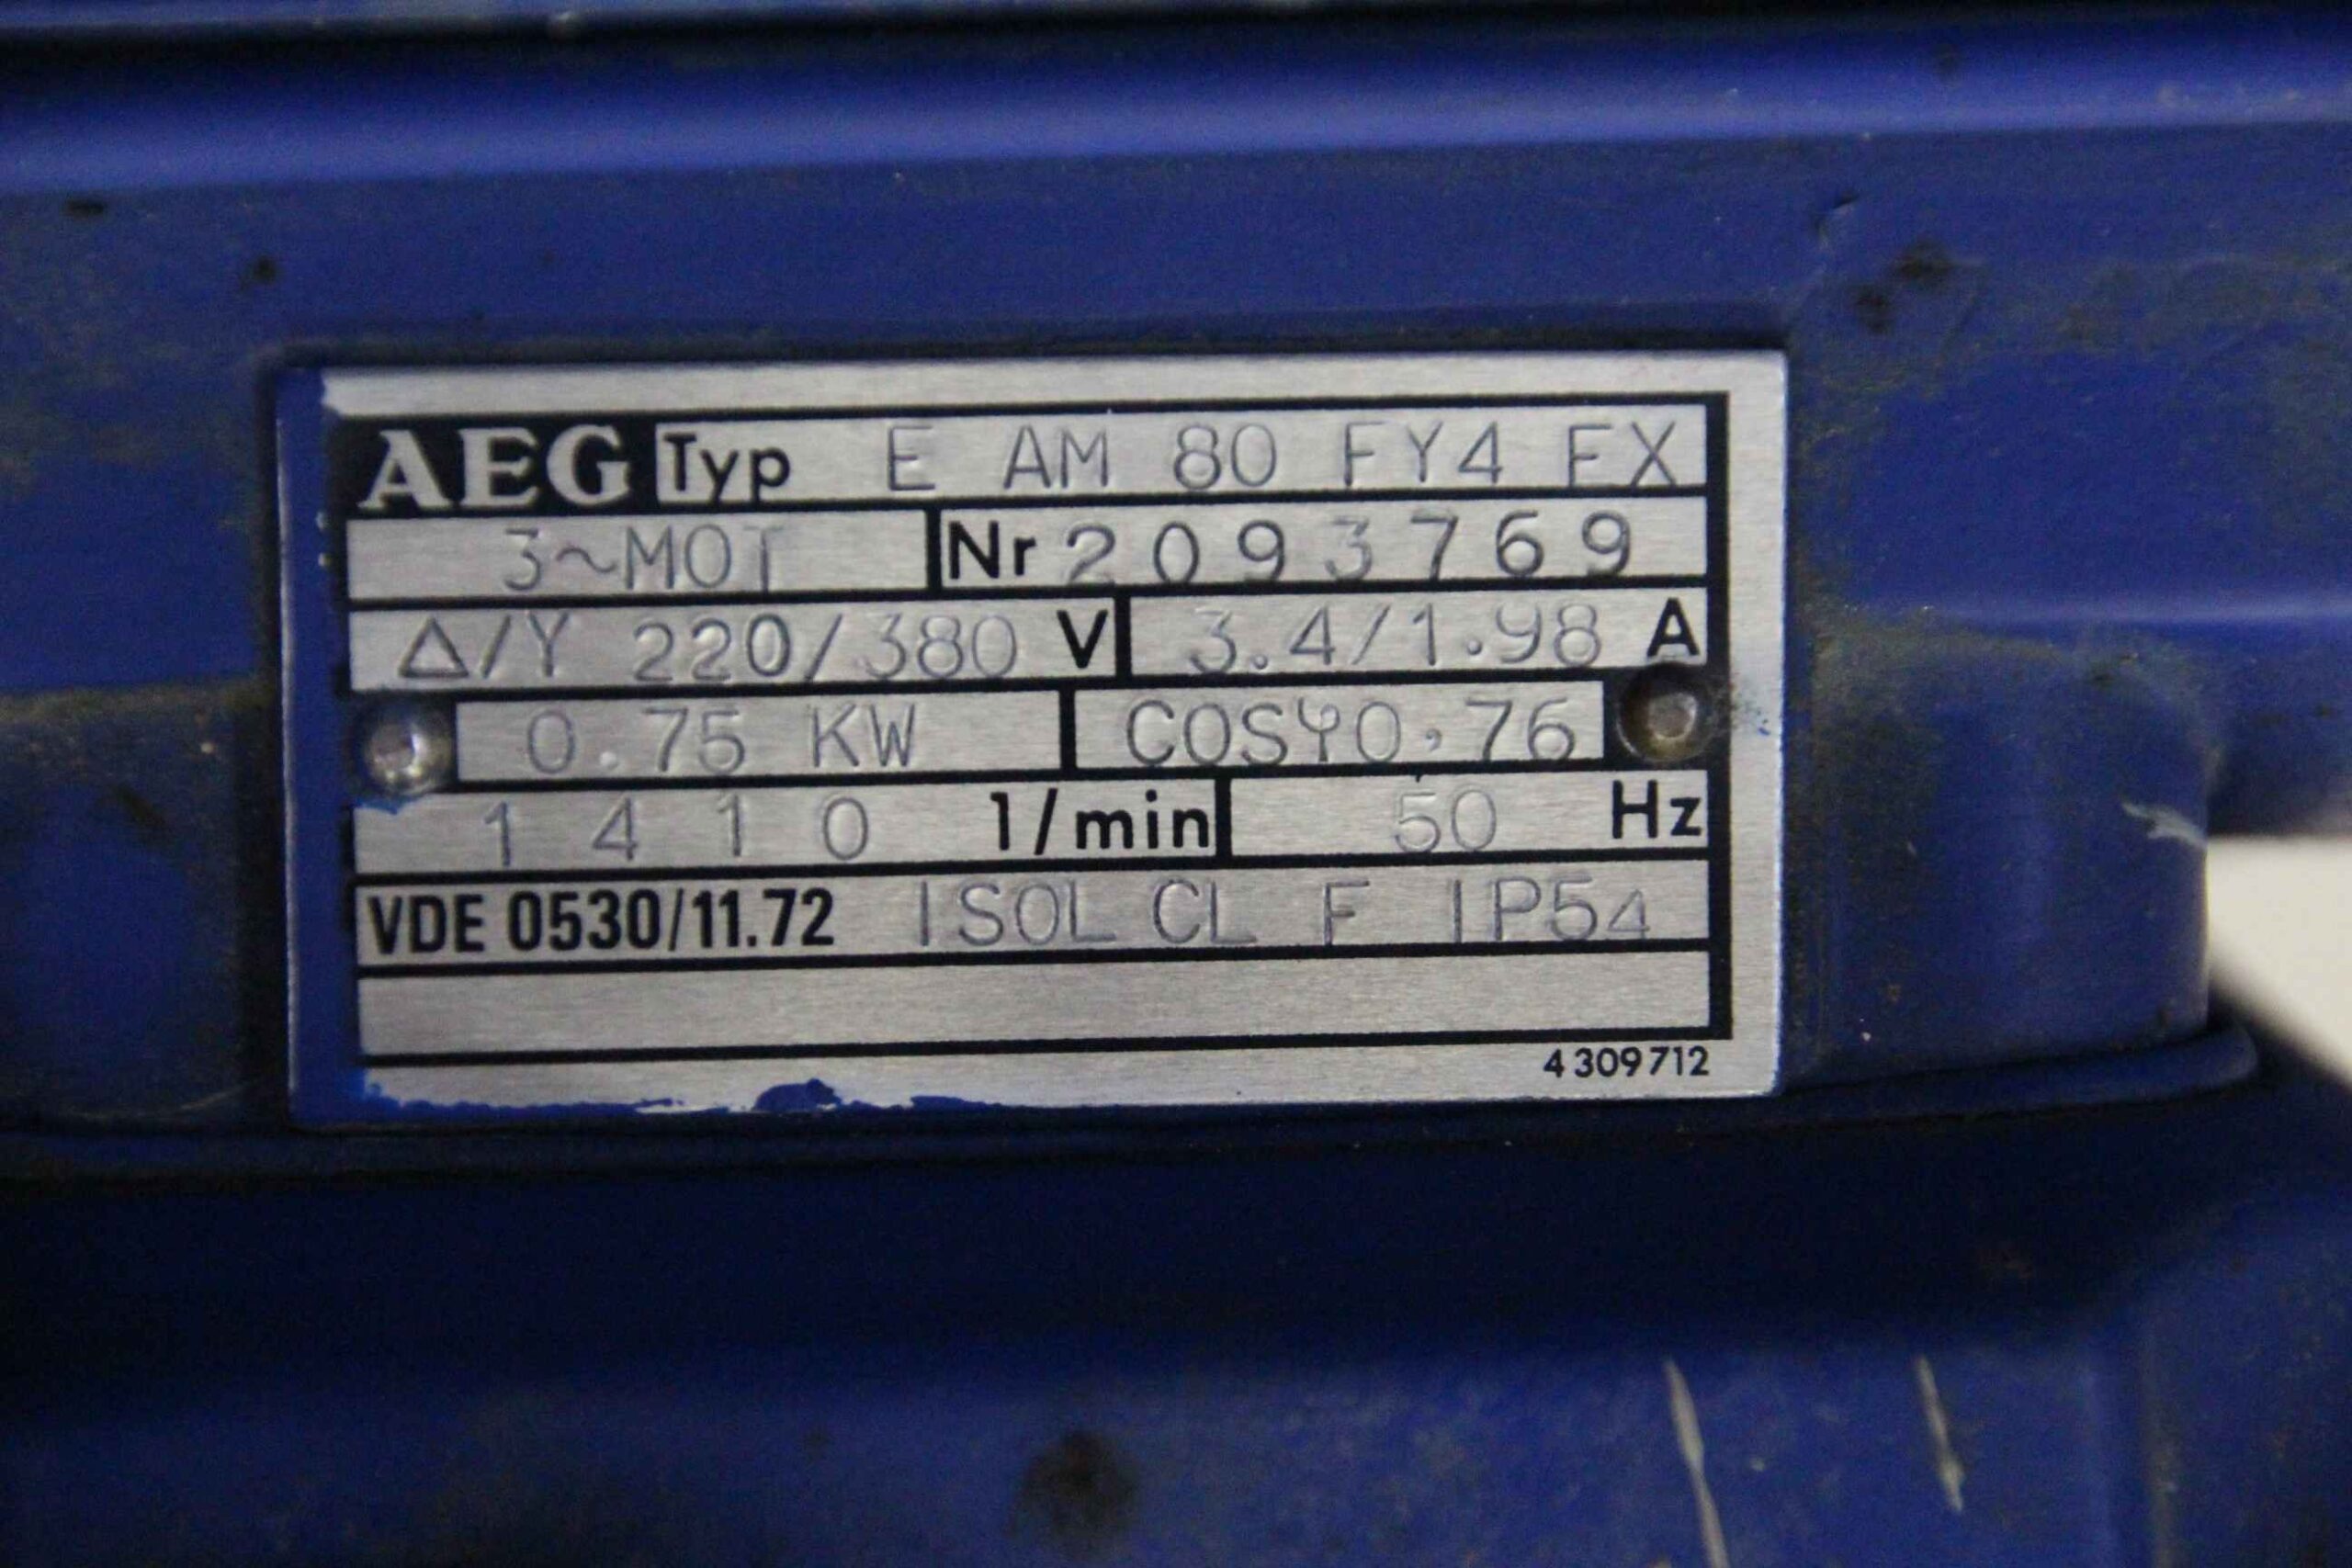 AEG Typ E AM 80 FY4 EX
3~MOT Nr 2093769
Δ/Y 220/380 V 3.4/1.98 A
0.75 KW COSφ0,76
1410 1/min 50 Hz
VDE 0530/11.72 ISOL CL F IP54
4309712